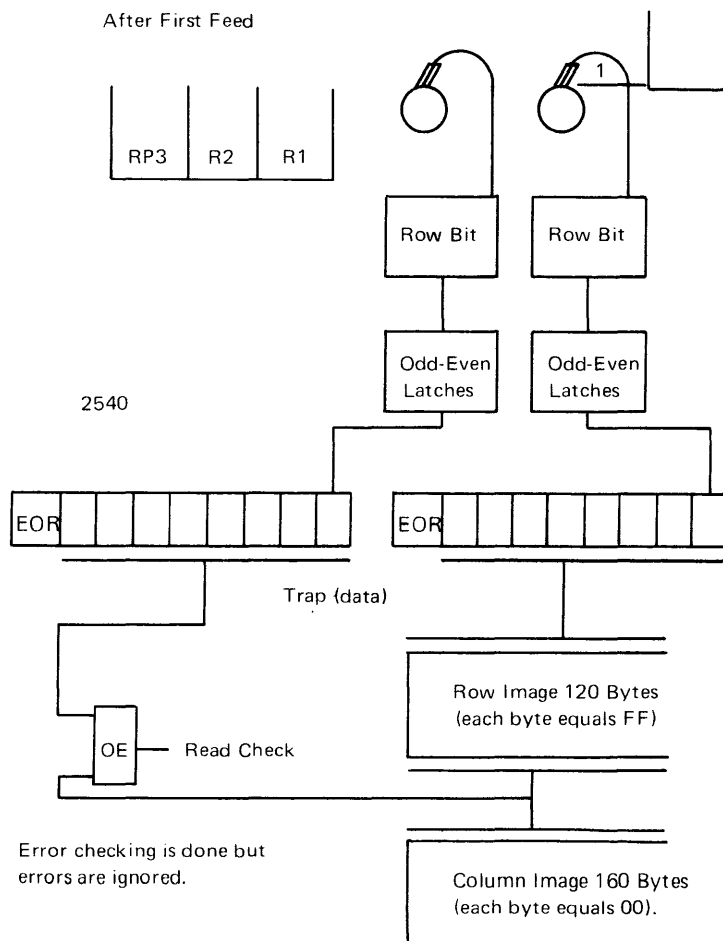 After First Feed
1
RP3 R2 R1
Row Bit Row Bit
Odd-Even Odd-Even
Latches Latches
2540
EOR EOR
Trap (data)
Row Image 120 Bytes
(each byte equals FF)
OE Read Check
Error checking is done but
errors are ignored.
Column Image 160 Bytes
(each byte equals 00).